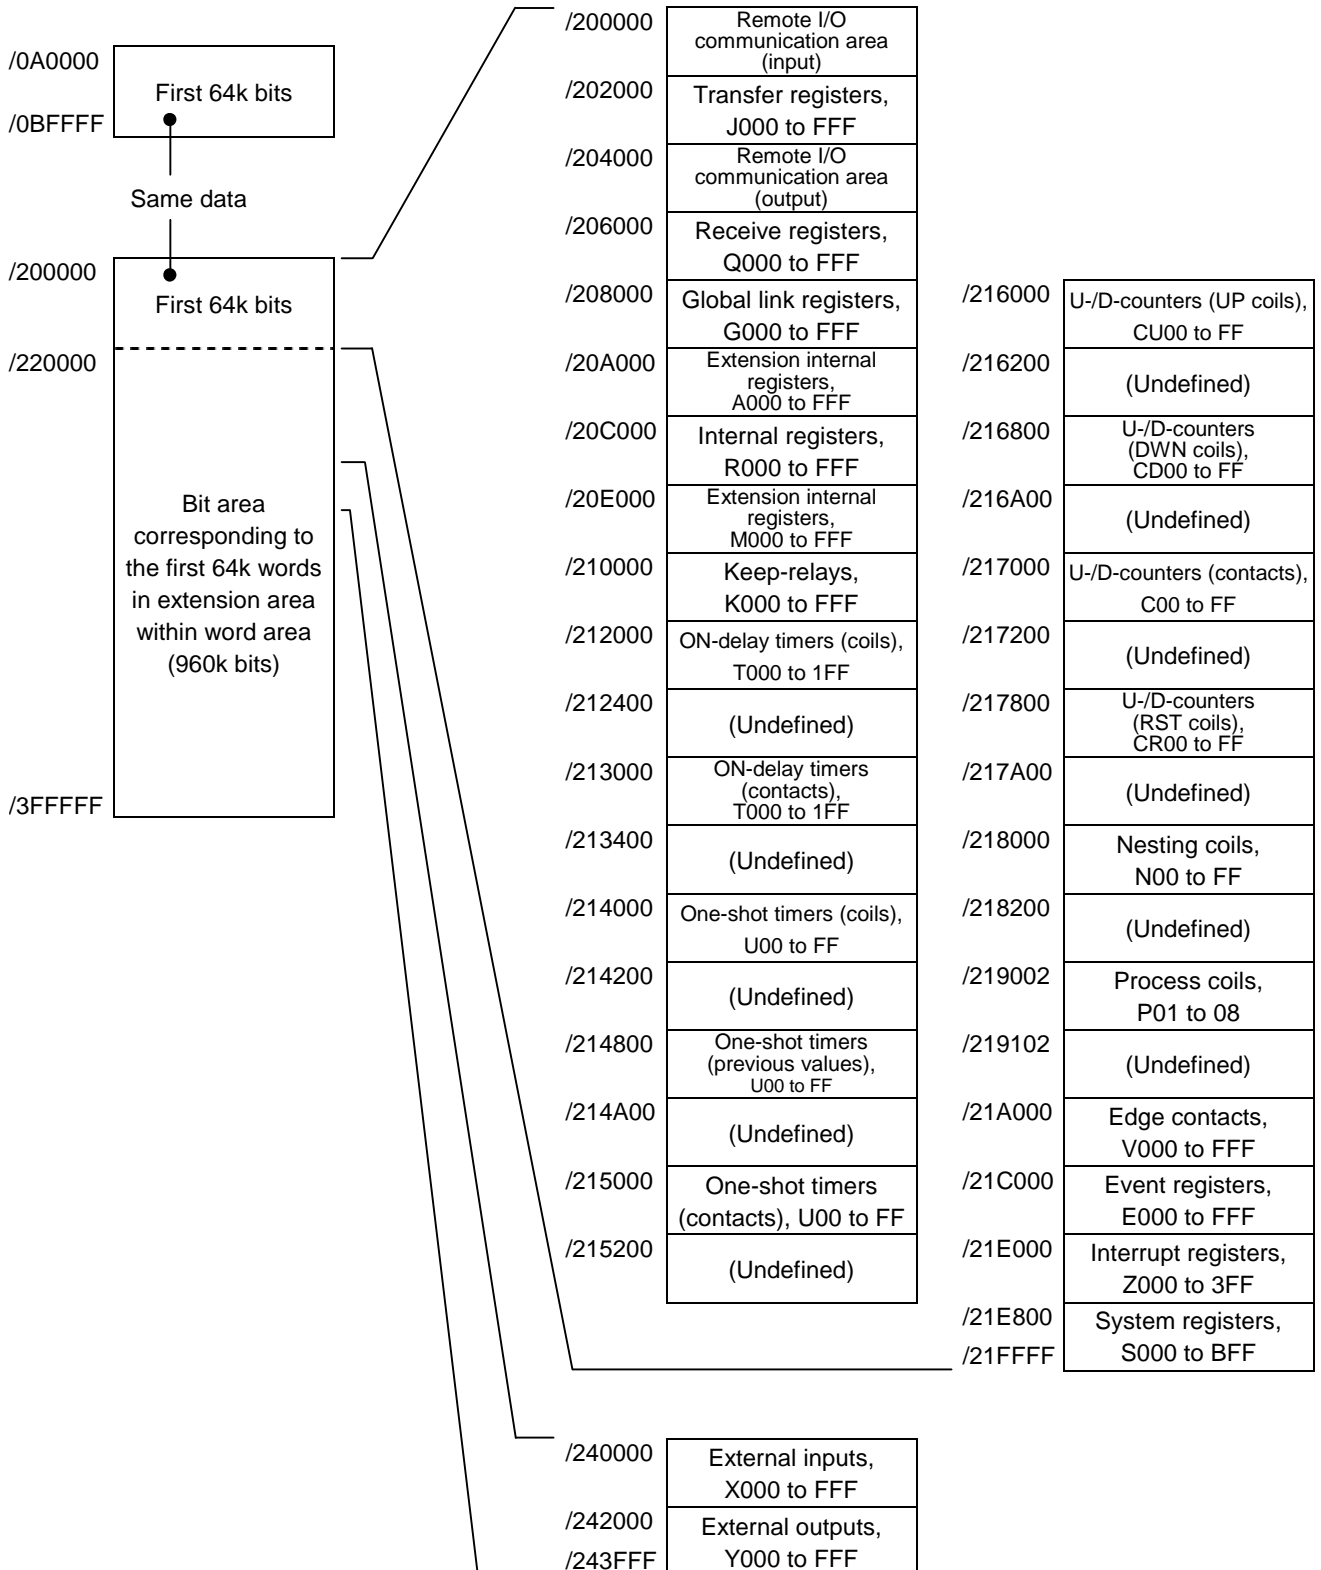 /0A0000
First 64k bits
/0BFFFF
Same data
/200000
First 64k bits
/220000
Bit area
corresponding to
the first 64k words
in extension area
within word area
(960k bits)
/3FFFFF
/200000
Remote I/O
communication area
(input)
/202000
Transfer registers,
J000 to FFF
/204000
Remote I/O
communication area
(output)
/206000
Receive registers,
Q000 to FFF
/208000
Global link registers,
G000 to FFF
/20A000
Extension internal
registers,
A000 to FFF
/20C000
Internal registers,
R000 to FFF
/20E000
Extension internal
registers,
M000 to FFF
/210000
Keep-relays,
K000 to FFF
/212000
ON-delay timers (coils),
T000 to 1FF
/212400
(Undefined)
/213000
ON-delay timers
(contacts),
T000 to 1FF
/213400
(Undefined)
/214000
One-shot timers (coils),
U00 to FF
/214200
(Undefined)
/214800
One-shot timers
(previous values),
U00 to FF
/214A00
(Undefined)
/215000
One-shot timers
(contacts), U00 to FF
/215200
(Undefined)
/216000
U-/D-counters (UP coils),
CU00 to FF
/216200
(Undefined)
/216800
U-/D-counters
(DWN coils),
CD00 to FF
/216A00
(Undefined)
/217000
U-/D-counters (contacts),
C00 to FF
/217200
(Undefined)
/217800
U-/D-counters
(RST coils),
CR00 to FF
/217A00
(Undefined)
/218000
Nesting coils,
N00 to FF
/218200
(Undefined)
/219002
Process coils,
P01 to 08
/219102
(Undefined)
/21A000
Edge contacts,
V000 to FFF
/21C000
Event registers,
E000 to FFF
/21E000
Interrupt registers,
Z000 to 3FF
/21E800
System registers,
S000 to BFF
/21FFFF
/240000
External inputs,
X000 to FFF
/242000
External outputs,
Y000 to FFF
/243FFF